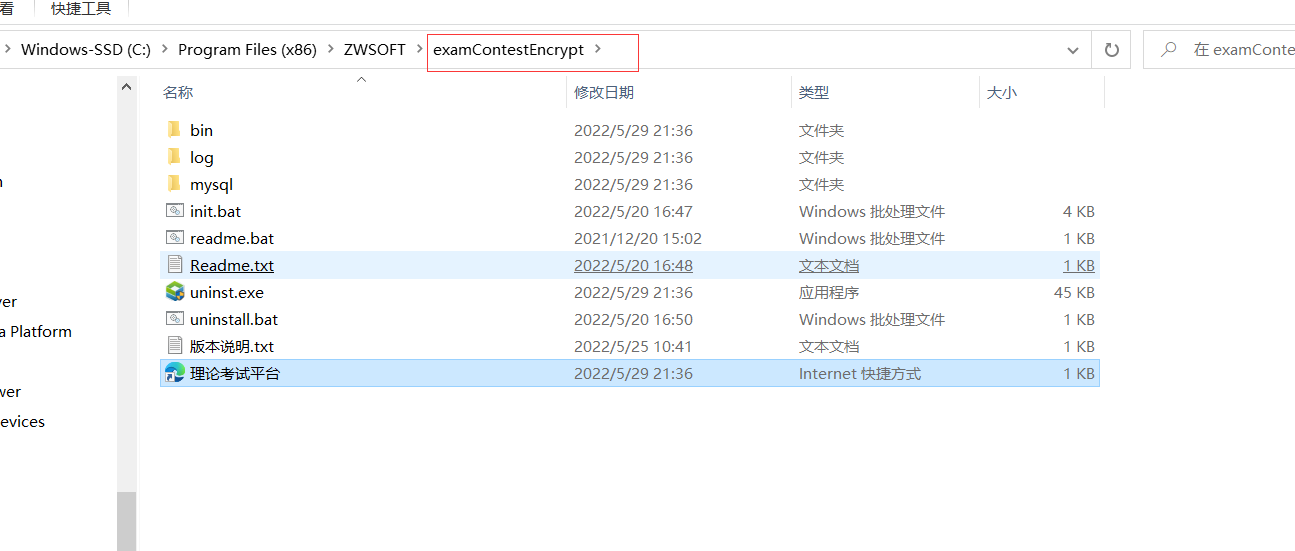 看 快捷工具
Windows-SSD (C:) Program Files (x86) ZWSOFT examContestEncrypt 在 examConte
名称 修改日期 类型 大小
bin 2022/5/29 21:36 文件夹
log 2022/5/29 21:36 文件夹
mysql 2022/5/29 21:36 文件夹
init.bat 2022/5/20 16:47 Windows 批处理文件 4 KB
readme.bat 2021/12/20 15:02 Windows 批处理文件 1 KB
Readme.txt 2022/5/20 16:48 文本文档 1 KB
uninst.exe 2022/5/29 21:36 应用程序 45 KB
ver
uninstall.bat 2022/5/20 16:50 Windows 批处理文件 1 KB
a Platform
版本说明.txt 2022/5/25 10:41 文本文档 1 KB
理论考试平台 2022/5/29 21:36 Internet 快捷方式 1 KB
wer
evices